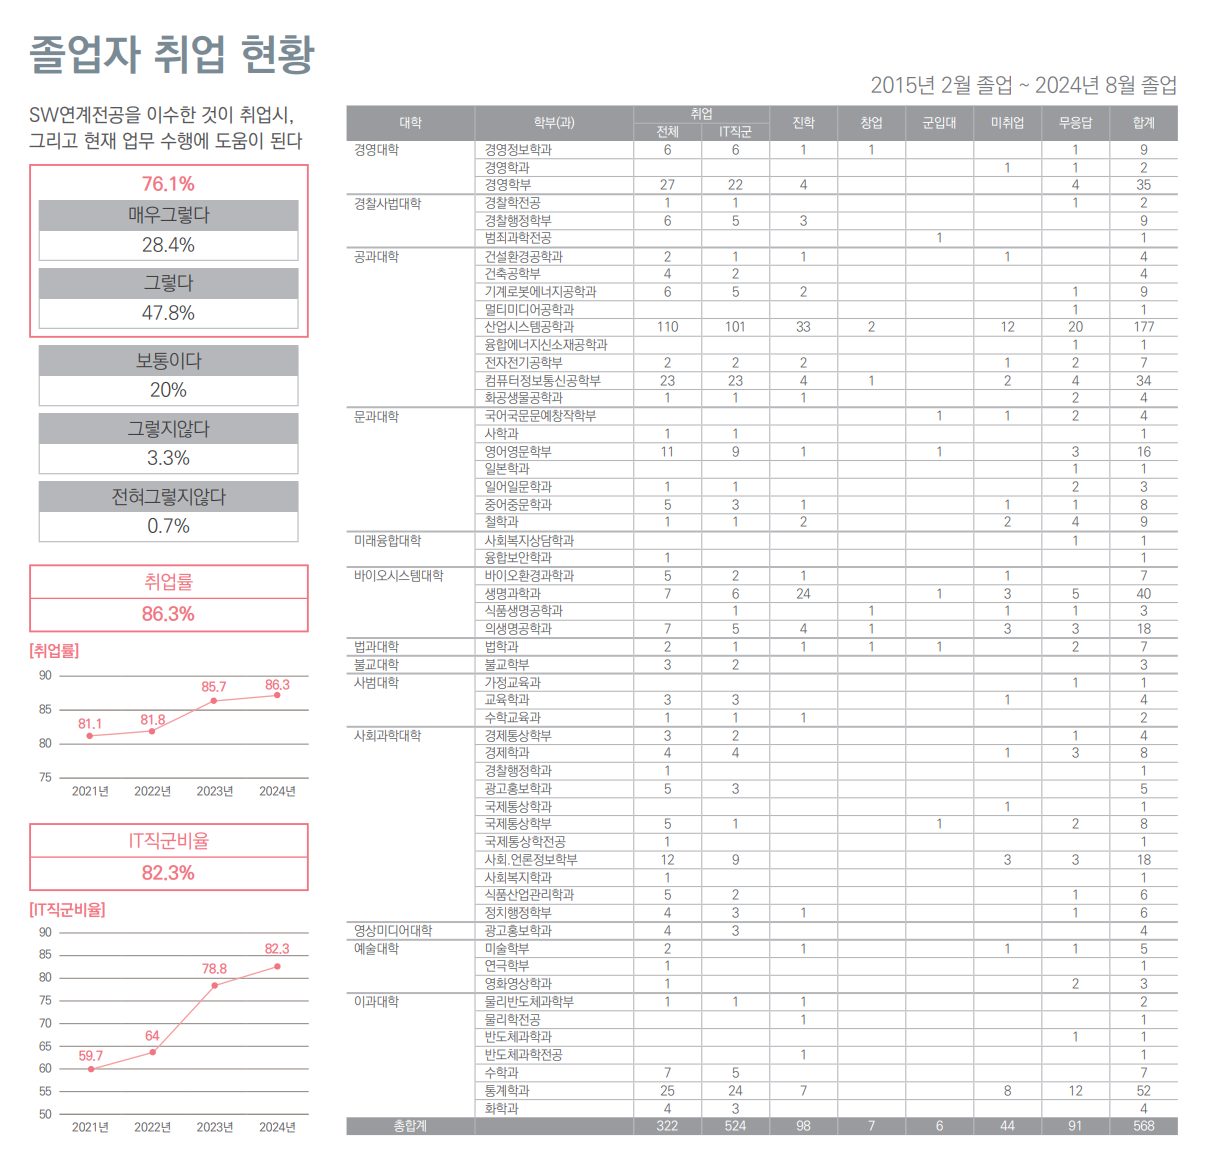 졸업자 취업 현황
2015년 2월 졸업 ~ 2024년 8월 졸업
SW연계전공을 이수한 것이 취업시,
그리고 현재 업무 수행에 도움이 된다
76.1%
매우그렇다
28.4%
그렇다
47.8%
보통이다
20%
그렇지않다
3.3%
전혀그렇지않다
0.7%
취업률
86.3%
[취업률]
90
85
80
75
81.1
81.8
85.7
86.3
2021년 2022년 2023년 2024년
IT직군비율
82.3%
[IT직군비율]
90
85
80
75
70
65
60
55
50
59.7
64
78.8
82.3
2021년 2022년 2023년 2024년
대학 학부(과) 취업 진학 창업 군입대 미취업 무응답 합계
전체 IT직군
경영대학 경영정보학과 6 6 1 1 1 9
경영학과 1 1 2
경영학부 27 22 4 4 35
경찰사법대학 경찰학전공 1 1 1 2
경찰행정학부 6 5 3 9
범죄과학전공 1 1
공과대학 건설환경공학과 2 1 1 1 4
건축공학부 4 2 4
기계로봇에너지공학과 6 5 2 1 9
멀티미디어공학과 1 1
산업시스템공학과 110 101 33 2 12 20 177
융합에너지신소재공학과 1 1
전자전기공학부 2 2 2 1 2 7
컴퓨터정보통신공학부 23 23 4 1 2 4 34
화공생물공학과 1 1 1 2 4
문과대학 국어국문문예창작학부 1 1 2 4
사학과 1 1 1
영어영문학부 11 9 1 1 3 16
일본학과 1 1
일어일문학과 1 1 2 3
중어중문학과 5 3 1 1 1 8
철학과 1 1 2 2 4 9
미래융합대학 사회복지상담학과 1 1
융합보안학과 1 1
바이오시스템대학 바이오환경과학과 5 2 1 1 7
생명과학과 7 6 24 1 3 5 40
식품생명공학과 1 1 1 1 3
의생명공학과 7 5 4 1 3 3 18
법과대학 법학과 2 1 1 1 1 2 7
불교대학 불교학부 3 2 3
사범대학 가정교육과 1 1
교육학과 3 3 1 4
수학교육과 1 1 1 2
사회과학대학 경제통상학부 3 2 1 4
경제학과 4 4 1 3 8
경찰행정학과 1 1
광고홍보학과 5 3 5
국제통상학과 1 1
국제통상학부 5 1 1 2 8
국제통상학전공 1 1
사회.언론정보학부 12 9 3 3 18
사회복지학과 1 1
식품산업관리학과 5 2 1 6
정치행정학부 4 3 1 1 6
영상미디어대학 광고홍보학과 4 3 4
예술대학 미술학부 2 1 1 1 5
연극학부 1 1
영화영상학과 1 2 3
이과대학 물리반도체과학부 1 1 1 2
물리학전공 1 1
반도체과학과 1 1
반도체과학전공 1 1
수학과 7 5 7
통계학과 25 24 7 8 12 52
화학과 4 3 4
총합계 322 524 98 7 6 44 91 568